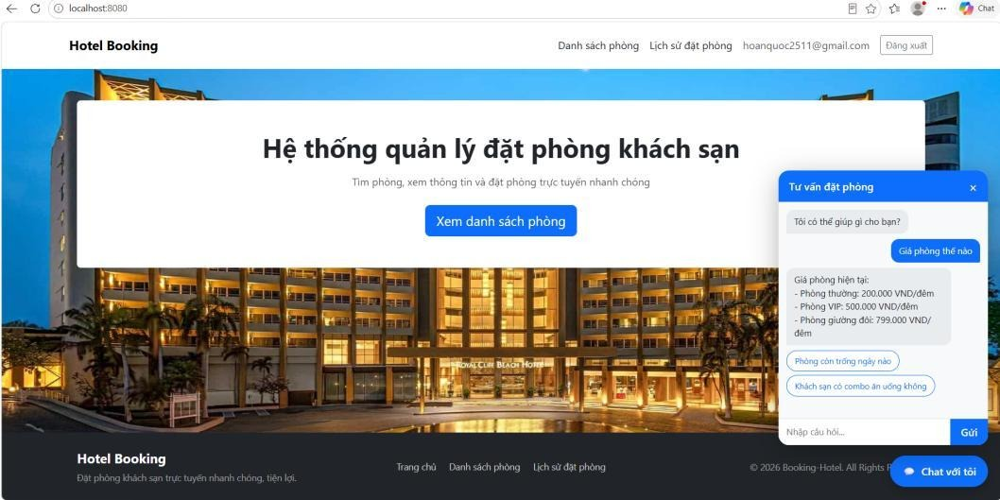 localhost:8080
Chat
Hotel Booking
Danh sách phòng
Lịch sử đặt phòng
hoanquoc2511@gmail.com
Đăng xuất
Hệ thống quản lý đặt phòng khách sạn
Tìm phòng, xem thông tin và đặt phòng trực tuyến nhanh chóng
Xem danh sách phòng
ROYAL CLIFF BEACH HOTEL
Tư vấn đặt phòng
×
Tôi có thể giúp gì cho bạn?
Giá phòng thế nào
Giá phòng hiện tại:
- Phòng thường: 200.000 VND/đêm
- Phòng VIP: 500.000 VND/đêm
- Phòng giường đôi: 799.000 VND/
đêm
Phòng còn trống ngày nào
Khách sạn có combo ăn uống không
Nhập câu hỏi...
Gửi
Chat với tôi
Hotel Booking
Đặt phòng khách sạn trực tuyến nhanh chóng, tiện lợi.
Trang chủ
Danh sách phòng
Lịch sử đặt phòng
© 2026 Booking-Hotel. All Rights